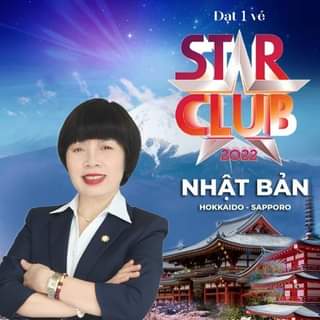 Đạt 1 vé
STAR
CLUB
2022
NHẬT BẢN
HOKKAIDO - SAPPORO